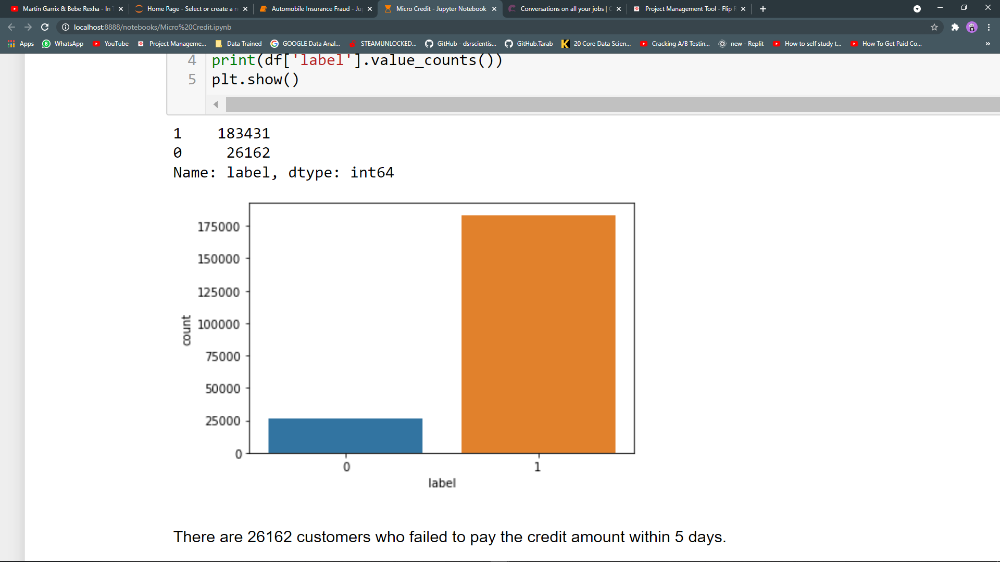 Martin Garrix & Bebe Rexha - In
Home Page - Select or create a n
Automobile Insurance Fraud - Ju
Micro Credit - Jupyter Notebook
Conversations on all your jobs |
Project Management Tool - Flip R
localhost:8888/notebooks/Micro%20Credit.ipynb
Apps
WhatsApp
YouTube
Project Manageme...
Data Trained
GOOGLE Data Anal...
STEAMUNLOCKED...
GitHub - dsrscientis...
GitHub.Tarab
20 Core Data Scien...
Cracking A/B Testin...
new - Replit
How to self study t...
How To Get Paid Co...
4 print(df['label'].value_counts())
5 plt.show()
1 183431
0 26162
Name: label, dtype: int64
175000
150000
125000
100000
75000
50000
25000
0
count
0 1
label
There are 26162 customers who failed to pay the credit amount within 5 days.